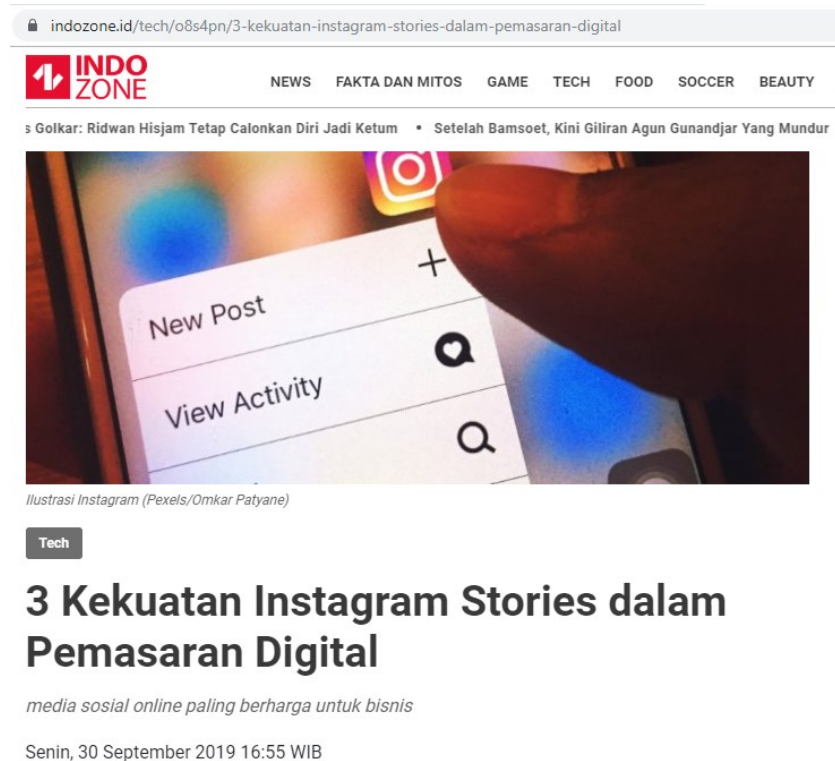 indozone.id/tech/o8s4pn/3-kekuatan-instagram-stories-dalam-pemasaran-digital
INDO
ZONE
NEWS FAKTA DAN MITOS GAME TECH FOOD SOCCER BEAUTY
s Golkar: Ridwan Hisjam Tetap Calonkan Diri Jadi Ketum • Setelah Bamsoet, Kini Giliran Agun Gunandjar Yang Mundur
New Post
View Activity
Ilustrasi Instagram (Pexels/Omkar Patyane)
Tech
3 Kekuatan Instagram Stories dalam
Pemasaran Digital
media sosial online paling berharga untuk bisnis
Senin, 30 September 2019 16:55 WIB